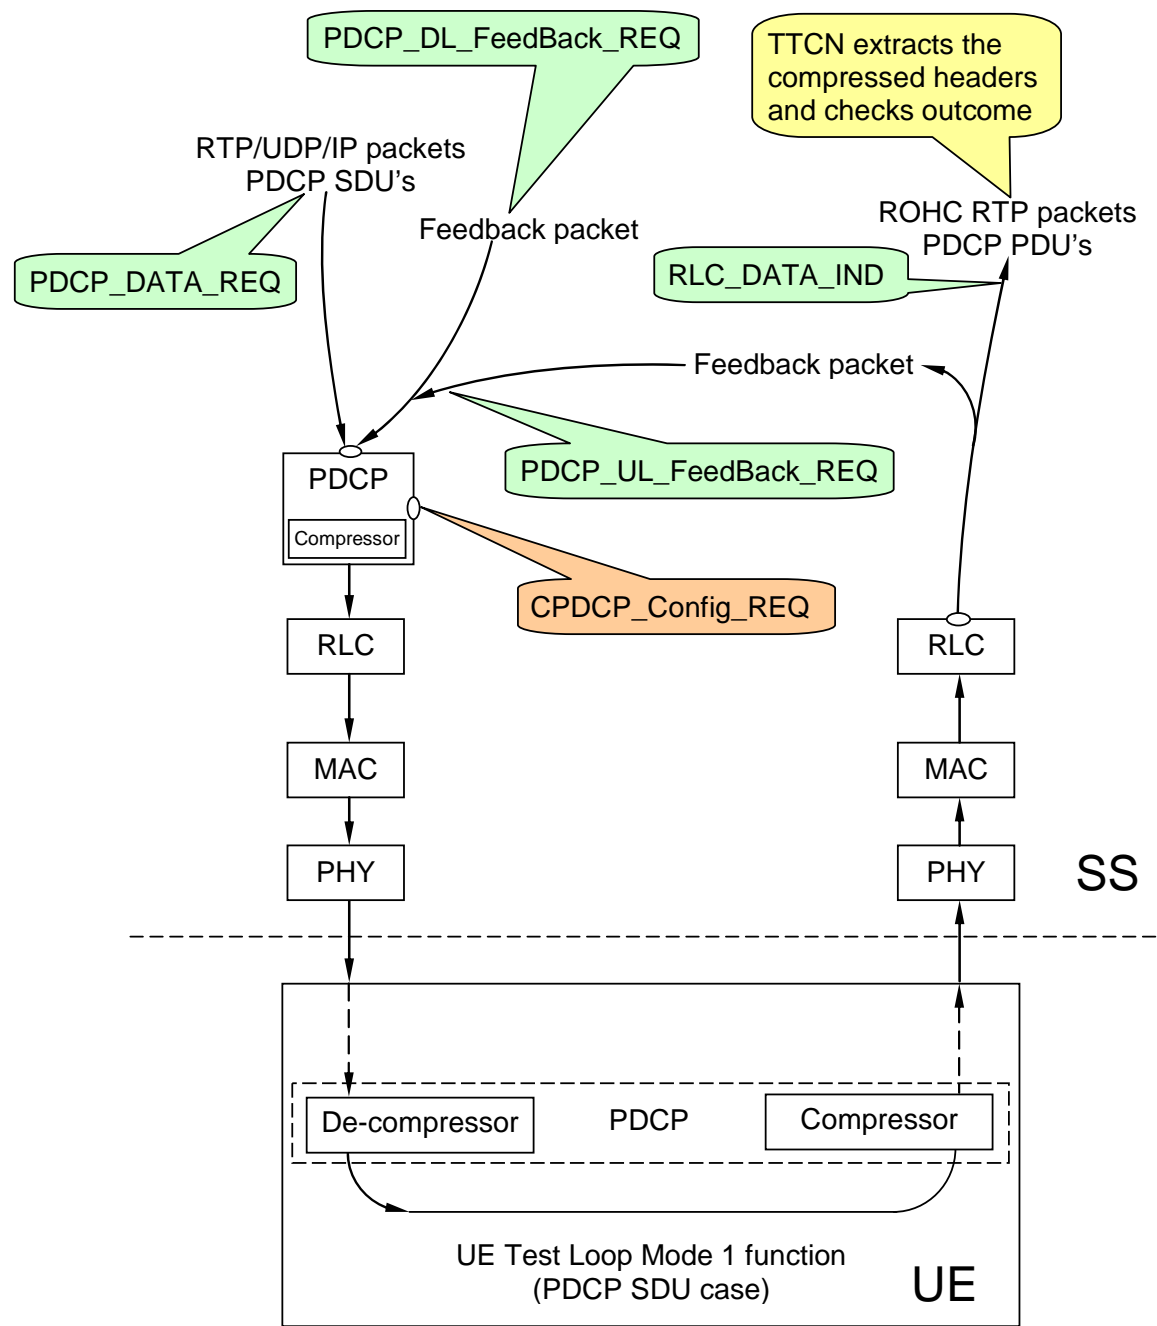 PDCP_DL_FeedBack_REQ
TTCN extracts the
compressed headers
and checks outcome
RTP/UDP/IP packets
PDCP SDU's
Feedback packet
ROHC RTP packets
PDCP PDU's
PDCP_DATA_REQ
RLC_DATA_IND
Feedback packet
PDCP
PDCP_UL_FeedBack_REQ
Compressor
CPDCP_Config_REQ
RLC
RLC
MAC
MAC
PHY
PHY
SS
De-compressor
PDCP
Compressor
UE Test Loop Mode 1 function
(PDCP SDU case)
UE